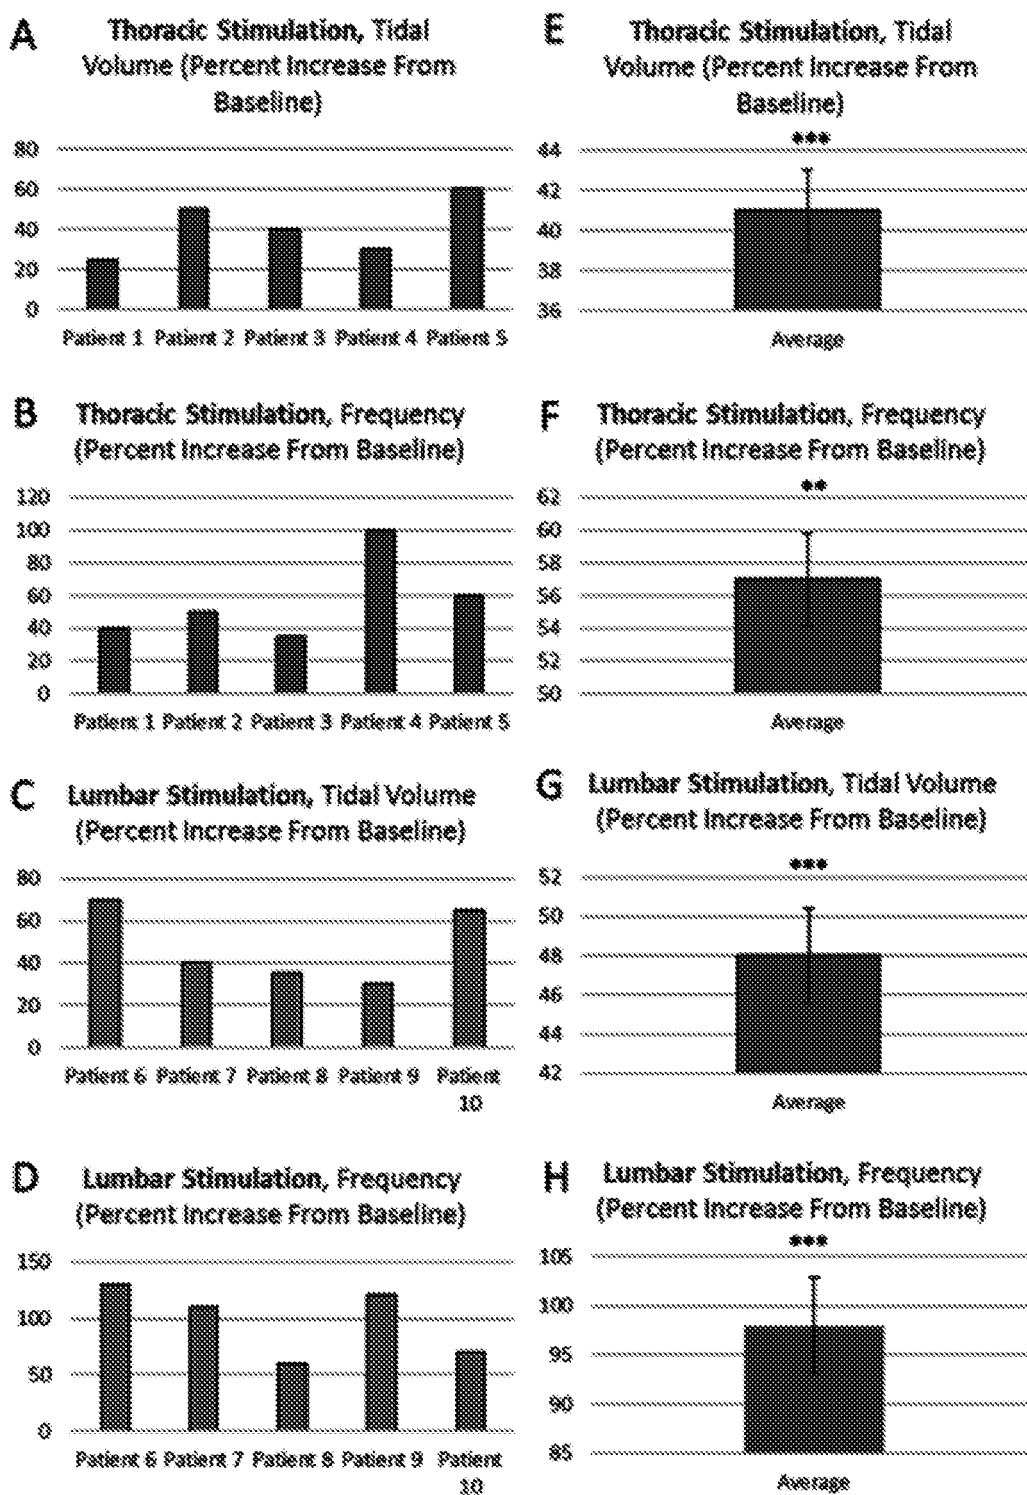 A Thoracic Stimulation, Tidal
Volume (Percent Increase From
Baseline)
80
60
40
20
0
Patient 1 Patient 2 Patient 3 Patient 4 Patient 5
E Thoracic Stimulation, Tidal
Volume (Percent Increase From
Baseline)
***
44
42
40
38
36
Average
B Thoracic Stimulation, Frequency
(Percent Increase From Baseline)
120
100
80
60
40
20
0
Patient 1 Patient 2 Patient 3 Patient 4 Patient 5
F Thoracic Stimulation, Frequency
(Percent Increase From Baseline)
**
62
60
58
56
54
52
50
Average
C Lumbar Stimulation, Tidal Volume
(Percent Increase From Baseline)
80
60
40
20
0
Patient 6 Patient 7 Patient 8 Patient 9 Patient
10
G Lumbar Stimulation, Tidal Volume
(Percent Increase From Baseline)
***
52
50
48
46
44
42
Average
D Lumbar Stimulation, Frequency
(Percent Increase From Baseline)
150
100
50
0
Patient 6 Patient 7 Patient 8 Patient 9 Patient
10
H Lumbar Stimulation, Frequency
(Percent Increase From Baseline)
***
105
100
95
90
85
Average